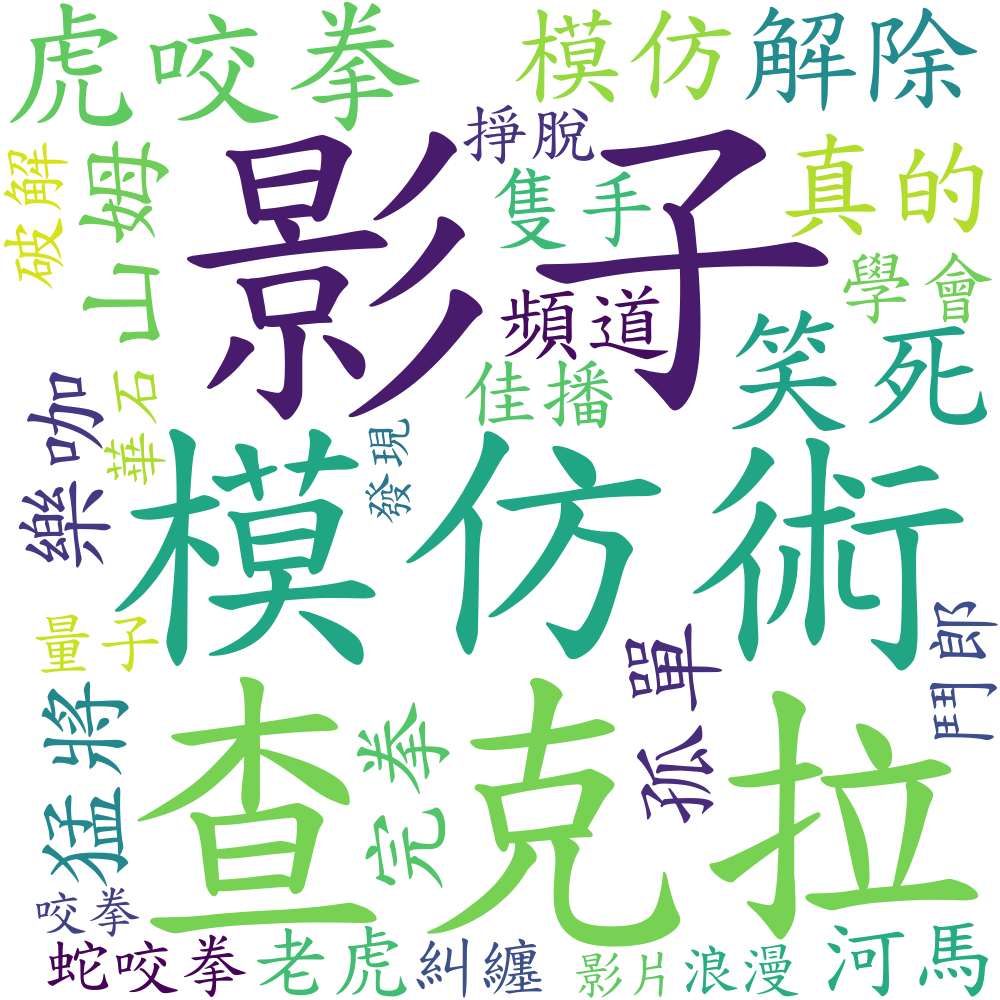 虎咬拳
模仿
解除
影子
掙脫
破解
山姆
隻手
真的
學會
頻道
笑死
佳播
華石
樂咖
發現
模仿術
量子
孤單
鬥郎
猛將
查克拉
完拳
咬拳
蛇咬拳
老虎
糾纏
影片
浪漫
河馬